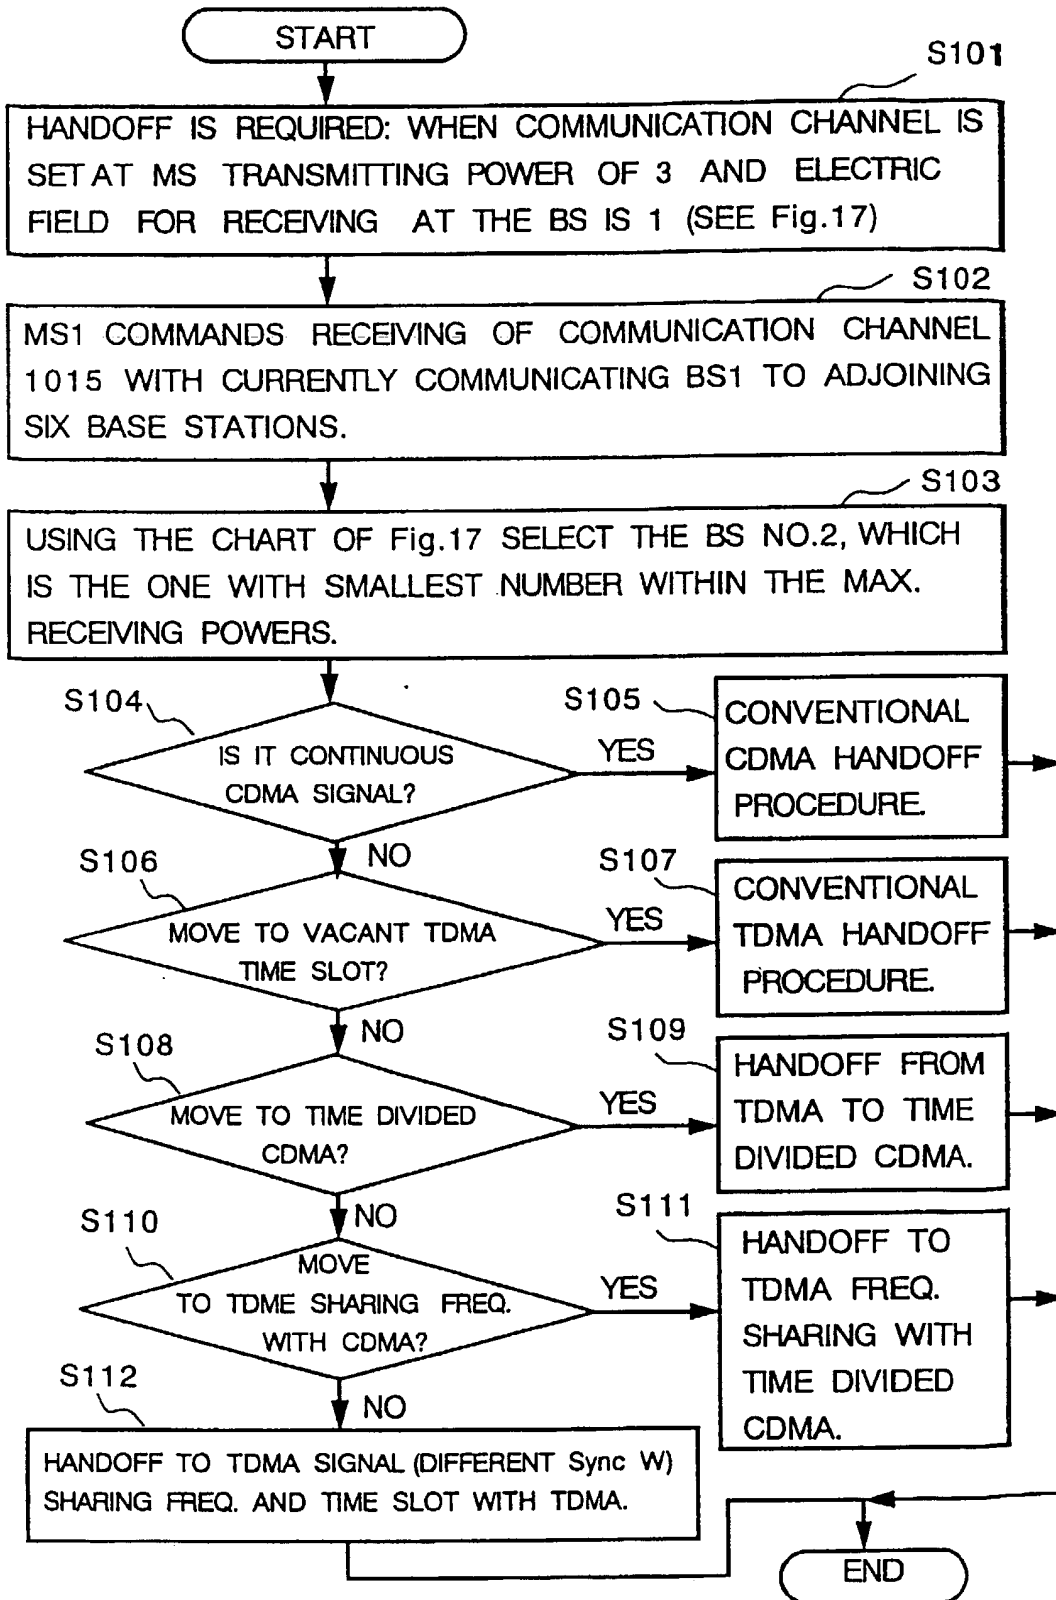 START
S101
HANDOFF IS REQUIRED: WHEN COMMUNICATION CHANNEL IS
SET AT MS TRANSMITTING POWER OF 3 AND ELECTRIC
FIELD FOR RECEIVING AT THE BS IS 1 (SEE Fig.17)
S102
MS1 COMMANDS RECEIVING OF COMMUNICATION CHANNEL
1015 WITH CURRENTLY COMMUNICATING BS1 TO ADJOINING
SIX BASE STATIONS.
S103
USING THE CHART OF Fig.17 SELECT THE BS NO.2, WHICH
IS THE ONE WITH SMALLEST NUMBER WITHIN THE MAX.
RECEIVING POWERS.
S104
IS IT CONTINUOUS
CDMA SIGNAL?
YES
S105
CONVENTIONAL
CDMA HANDOFF
PROCEDURE.
NO
S106
MOVE TO VACANT TDMA
TIME SLOT?
YES
S107
CONVENTIONAL
TDMA HANDOFF
PROCEDURE.
NO
S108
MOVE TO TIME DIVIDED
CDMA?
YES
S109
HANDOFF FROM
TDMA TO TIME
DIVIDED CDMA.
NO
S110
MOVE
TO TDME SHARING FREQ.
WITH CDMA?
YES
S111
HANDOFF TO
TDMA FREQ.
SHARING WITH
TIME DIVIDED
CDMA.
NO
S112
HANDOFF TO TDMA SIGNAL (DIFFERENT Sync W)
SHARING FREQ. AND TIME SLOT WITH TDMA.
END